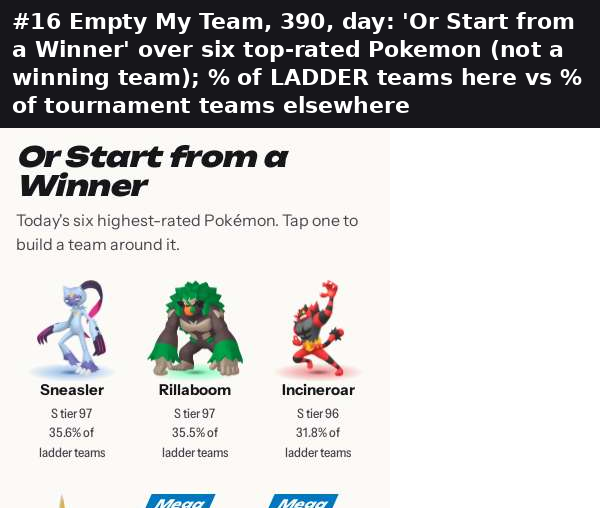 #16 Empty My Team, 390, day: 'Or Start from
a Winner' over six top-rated Pokemon (not a
winning team); % of LADDER teams here vs %
of tournament teams elsewhere
Or Start from a
Winner
Today's six highest-rated Pokémon. Tap one to
build a team around it.
Sneasler Rillaboom Incineroar
S tier 97 S tier 97 S tier 96
35.6% of 35.5% of 31.8% of
ladder teams ladder teams ladder teams
Mega Mega